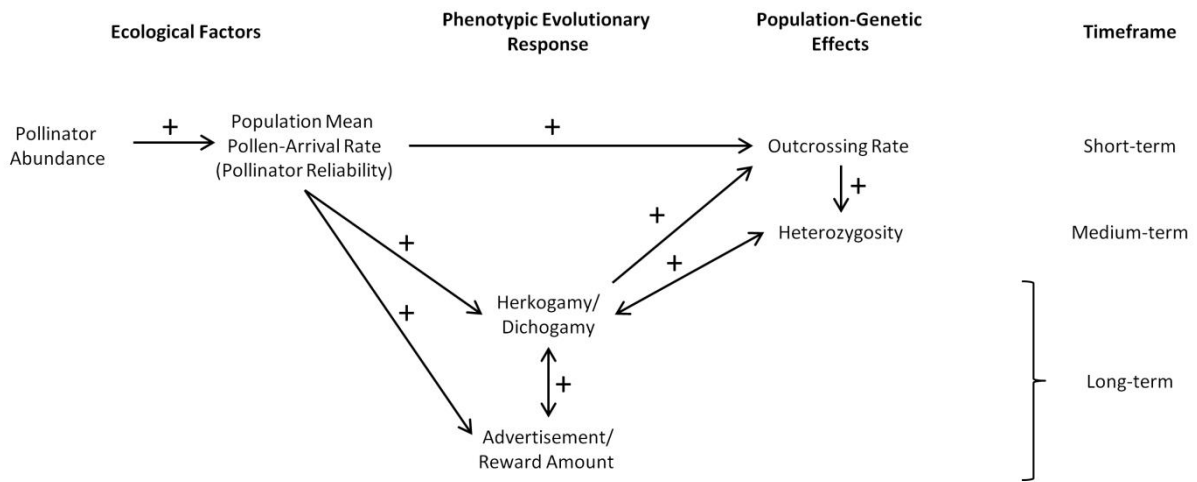 Ecological Factors
Phenotypic Evolutionary
Response
Population-Genetic
Effects
Timeframe
Pollinator
Abundance
+
Population Mean
Pollen-Arrival Rate
(Pollinator Reliability)
+
Outcrossing Rate
Short-term
+
+
Heterozygosity
Medium-term
+
+
Herkogamy/
Dichogamy
+
+
Long-term
Advertisement/
Reward Amount